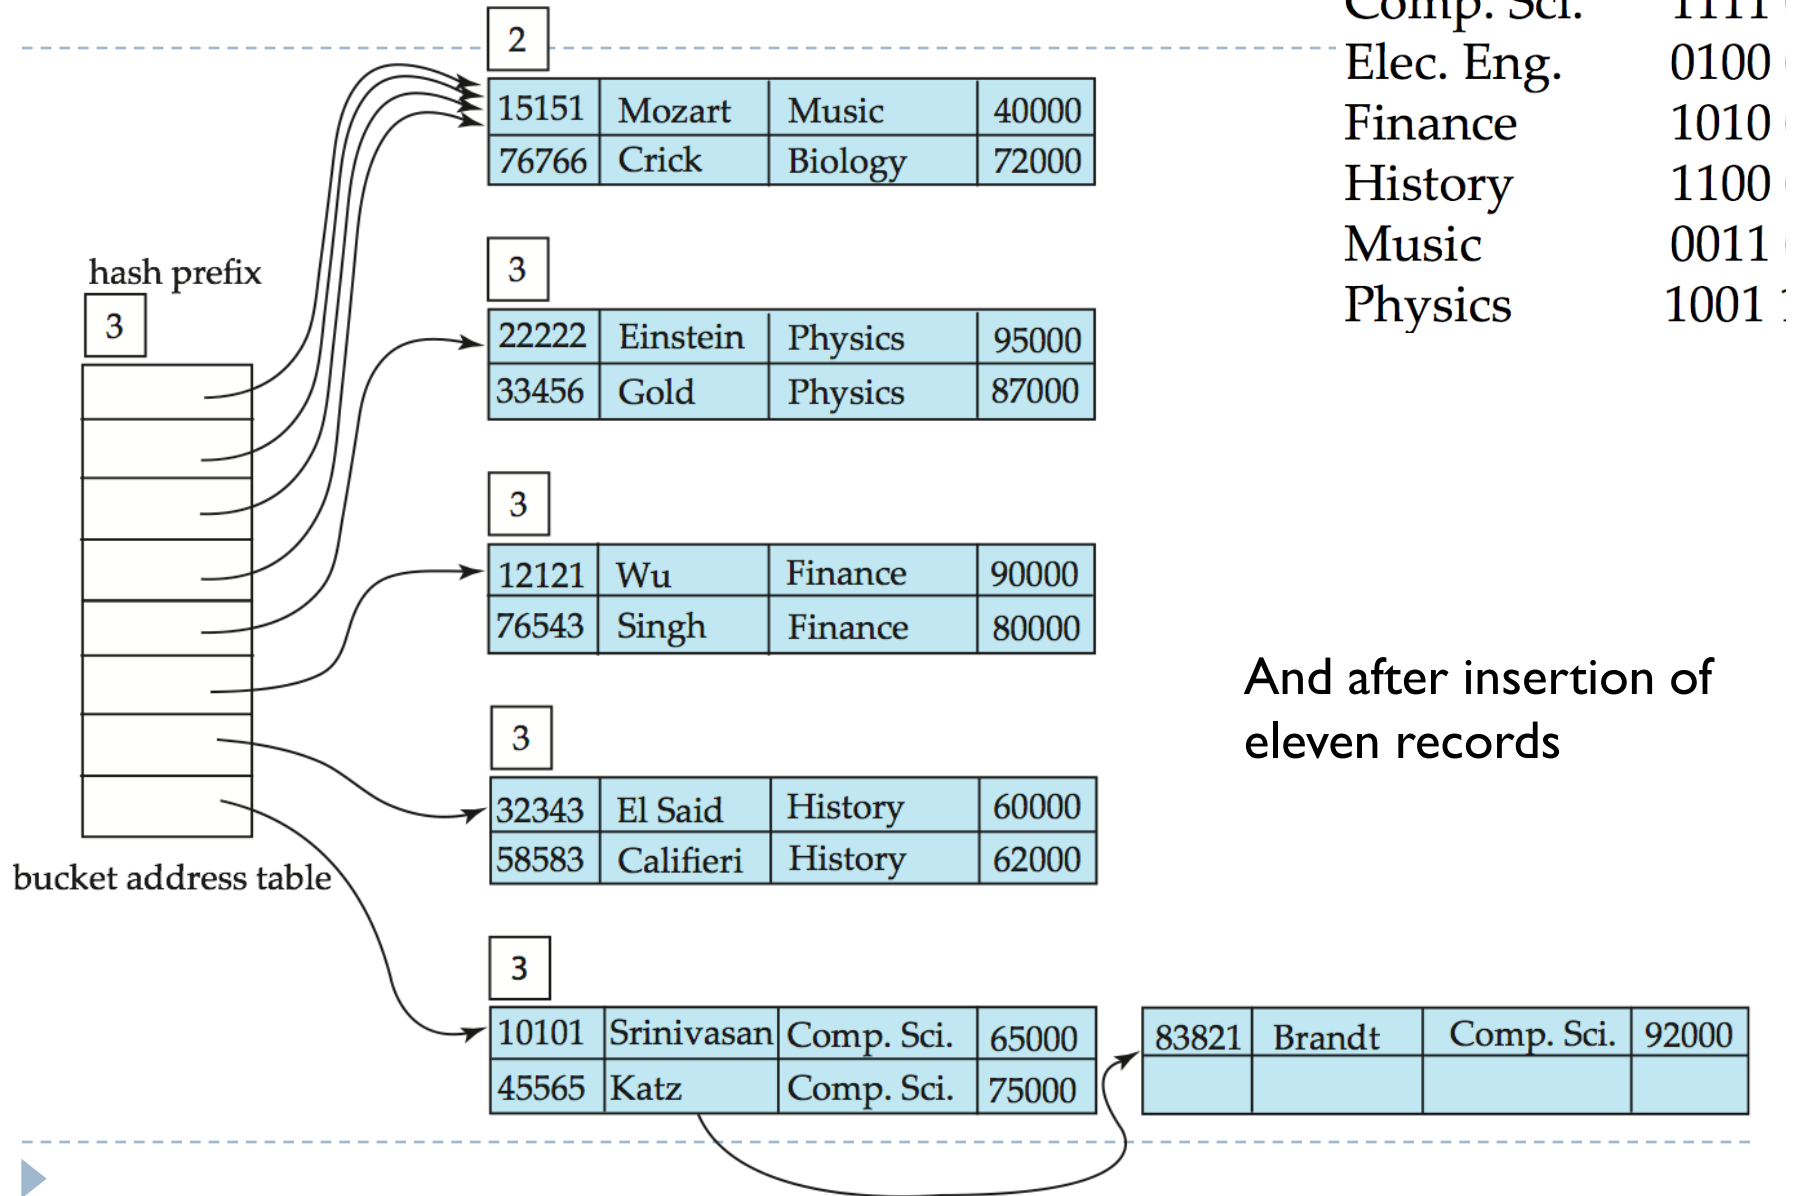 2
15151 Mozart Music 40000
76766 Crick Biology 72000
hash prefix
3
3
22222 Einstein Physics 95000
33456 Gold Physics 87000
3
12121 Wu Finance 90000
76543 Singh Finance 80000
3
32343 El Said History 60000
58583 Califieri History 62000
bucket address table
3
10101 Srinivasan Comp. Sci. 65000
45565 Katz Comp. Sci. 75000
83821 Brandt Comp. Sci. 92000
Comp. Sci. 1111
Elec. Eng. 0100
Finance 1010
History 1100
Music 0011
Physics 1001
And after insertion of
eleven records